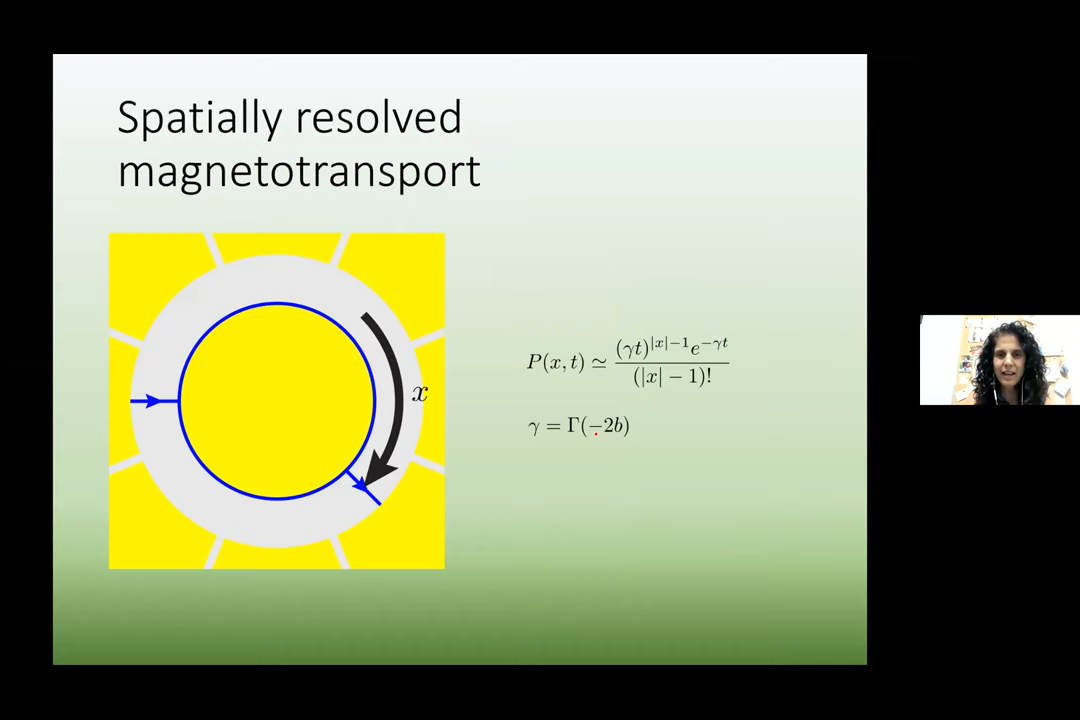 Spatially resolved
magnetotransport
x
P(x, t) ≃ (γt)^{|x|−1} e^{−γt} / (|x| − 1)!
γ = Γ(−2b)